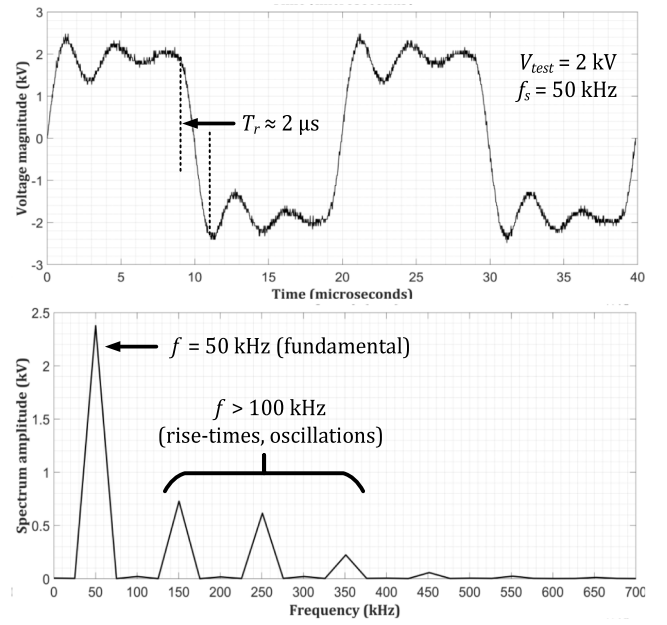 3
2
1
0
-1
-2
-3
Voltage magnitude (kV)
V_test = 2 kV
f_s = 50 kHz
T_r ≈ 2 μs
0 5 10 15 20 25 30 35 40
Time (microseconds)
2.5
2
1.5
1
0.5
0
Spectrum amplitude (kV)
f = 50 kHz (fundamental)
f > 100 kHz
(rise-times, oscillations)
0 50 100 150 200 250 300 350 400 450 500 550 600 650 700
Frequency (kHz)